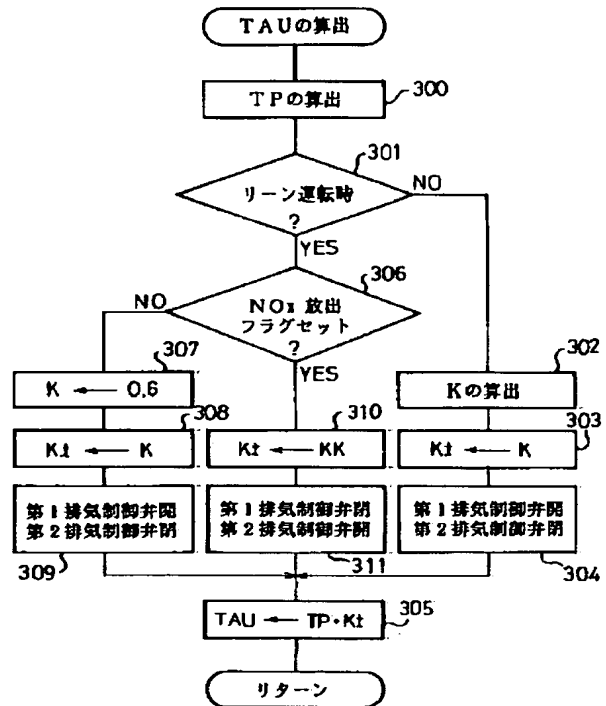 TAUの算出
TPの算出
300
301
リーン運転時
?
NO
YES
306
NOx 放出
フラグセット
?
NO
YES
307
K ← 0.6
302
Kの算出
308
Kt ← K
310
Kt ← KK
303
Kt ← K
第1排気制御弁開
第2排気制御弁閉
309
第1排気制御弁閉
第2排気制御弁開
311
第1排気制御弁開
第2排気制御弁閉
304
305
TAU ← TP・Kt
リターン